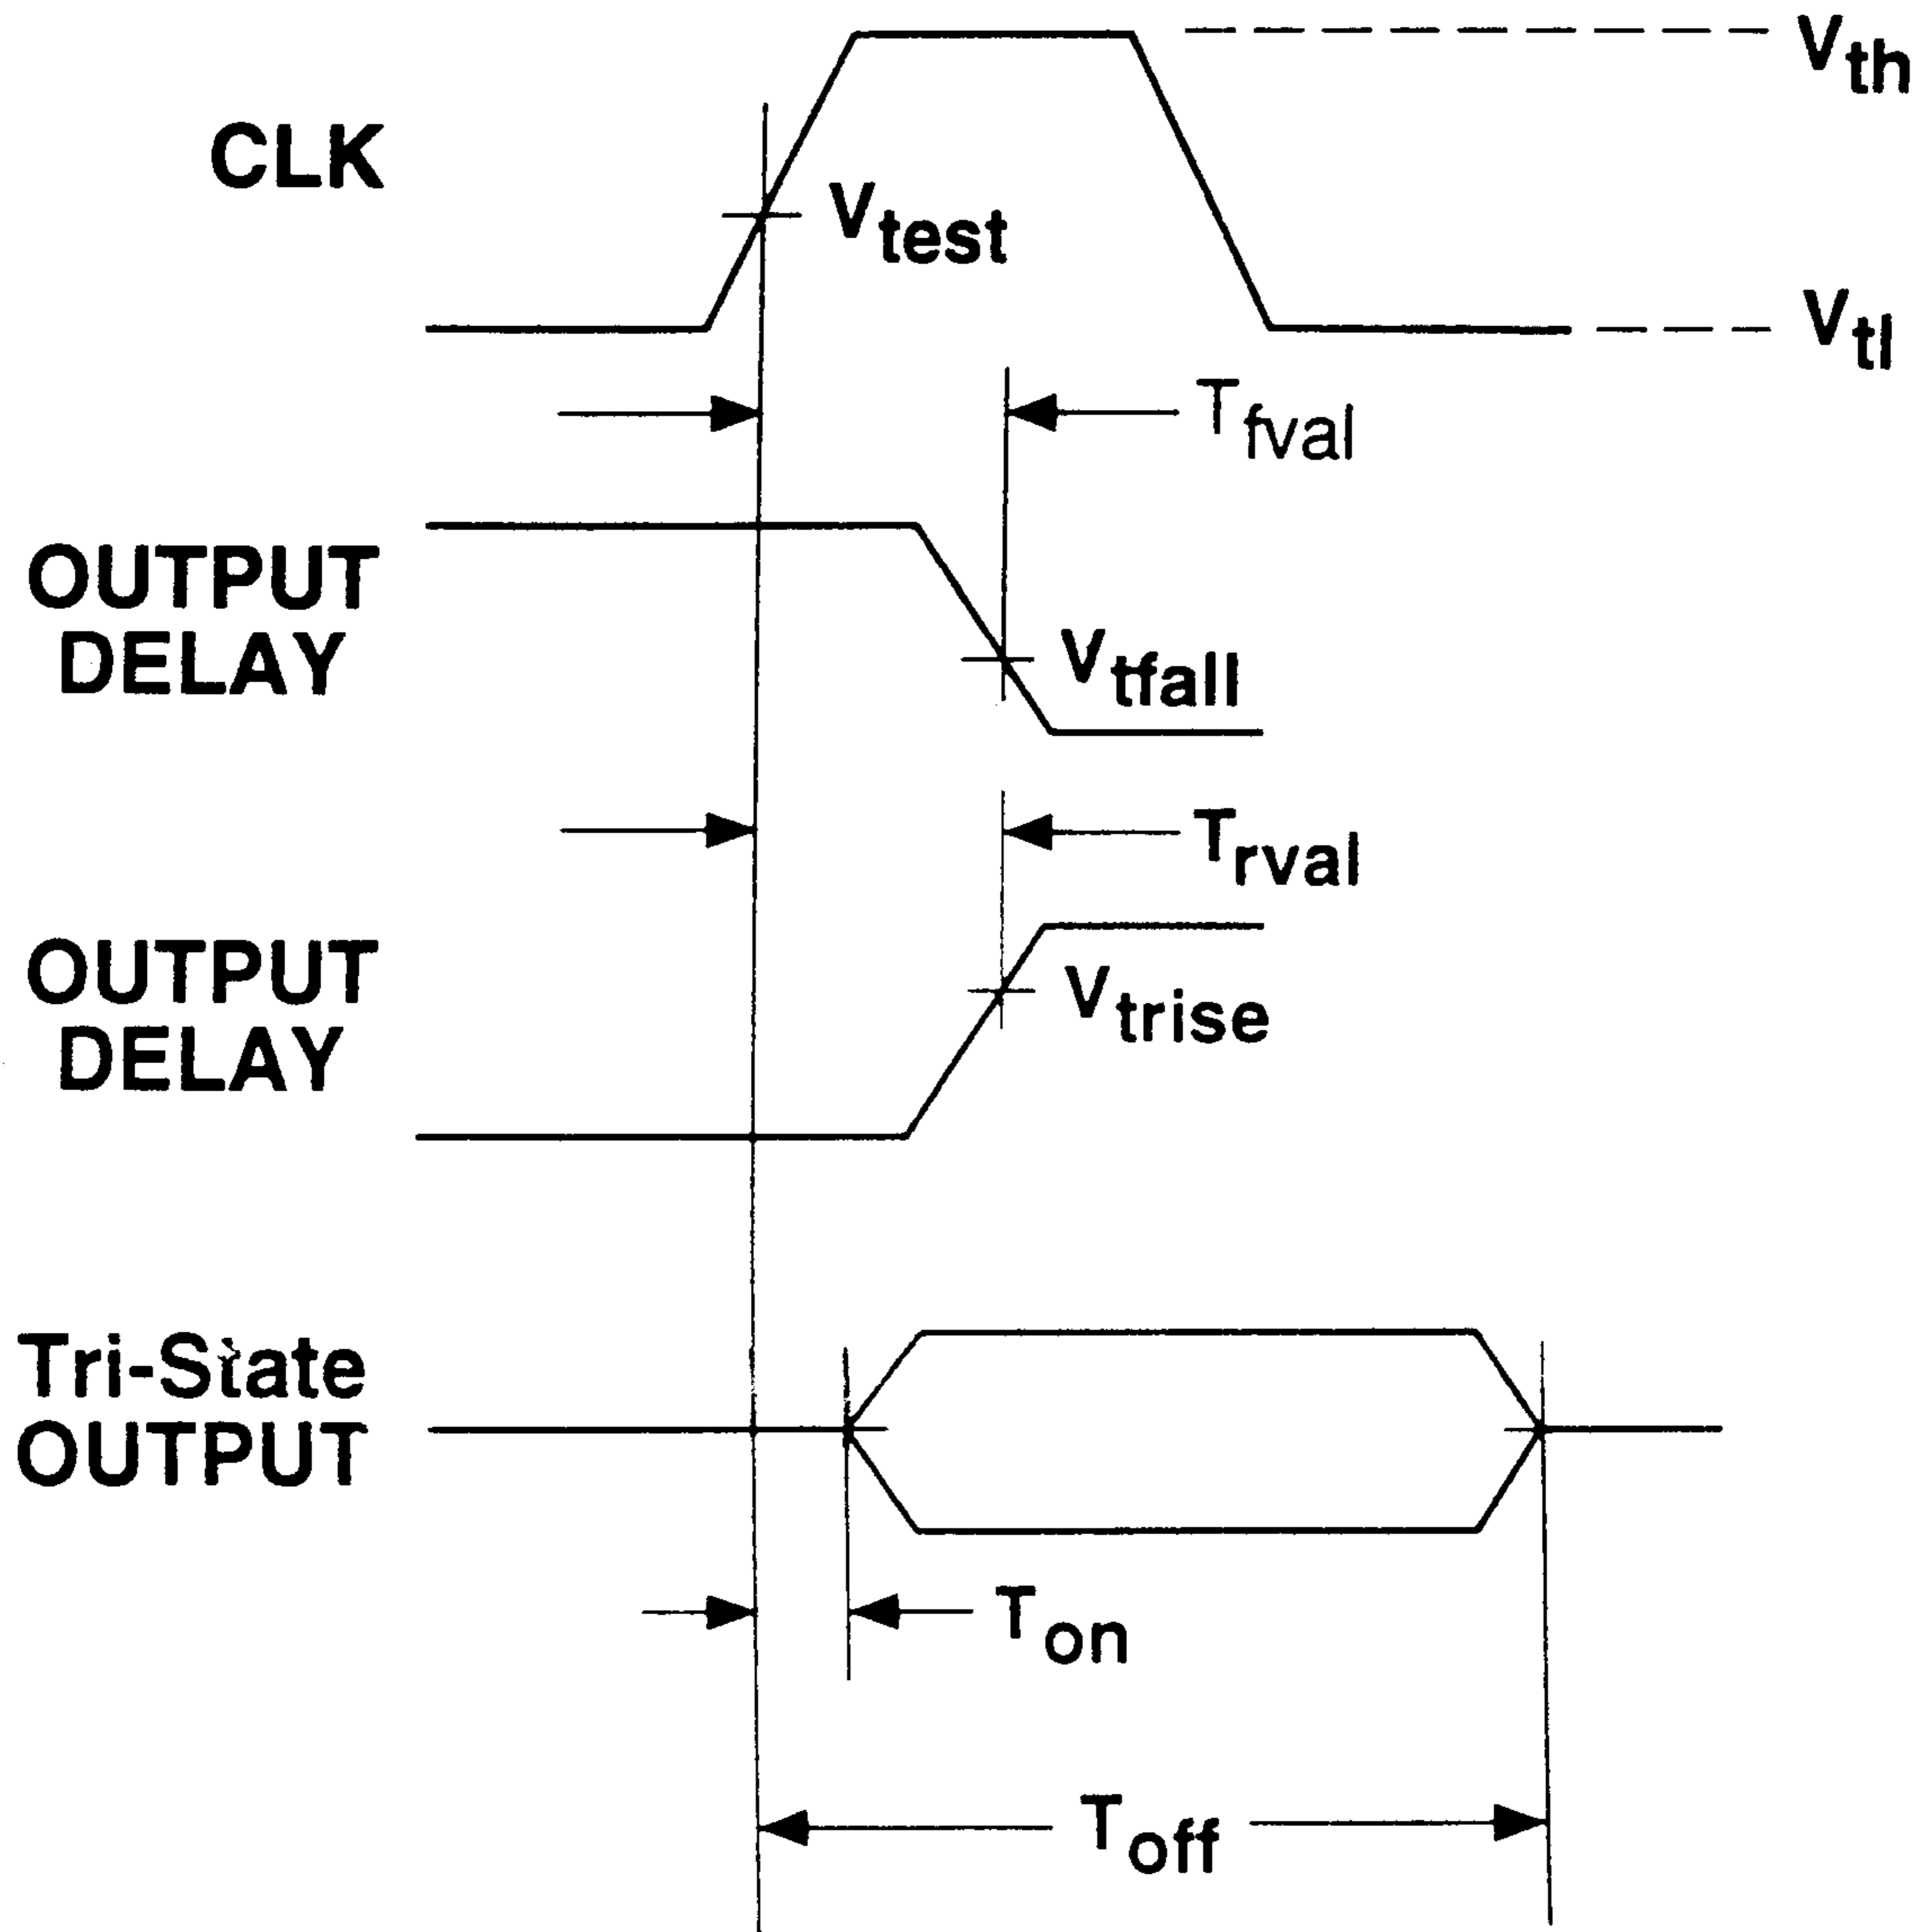 Vth
CLK
Vtest
Vtl
Tfval
OUTPUT
DELAY
Vtfall
Trval
OUTPUT
DELAY
Vtrise
Tri-State
OUTPUT
Ton
Toff